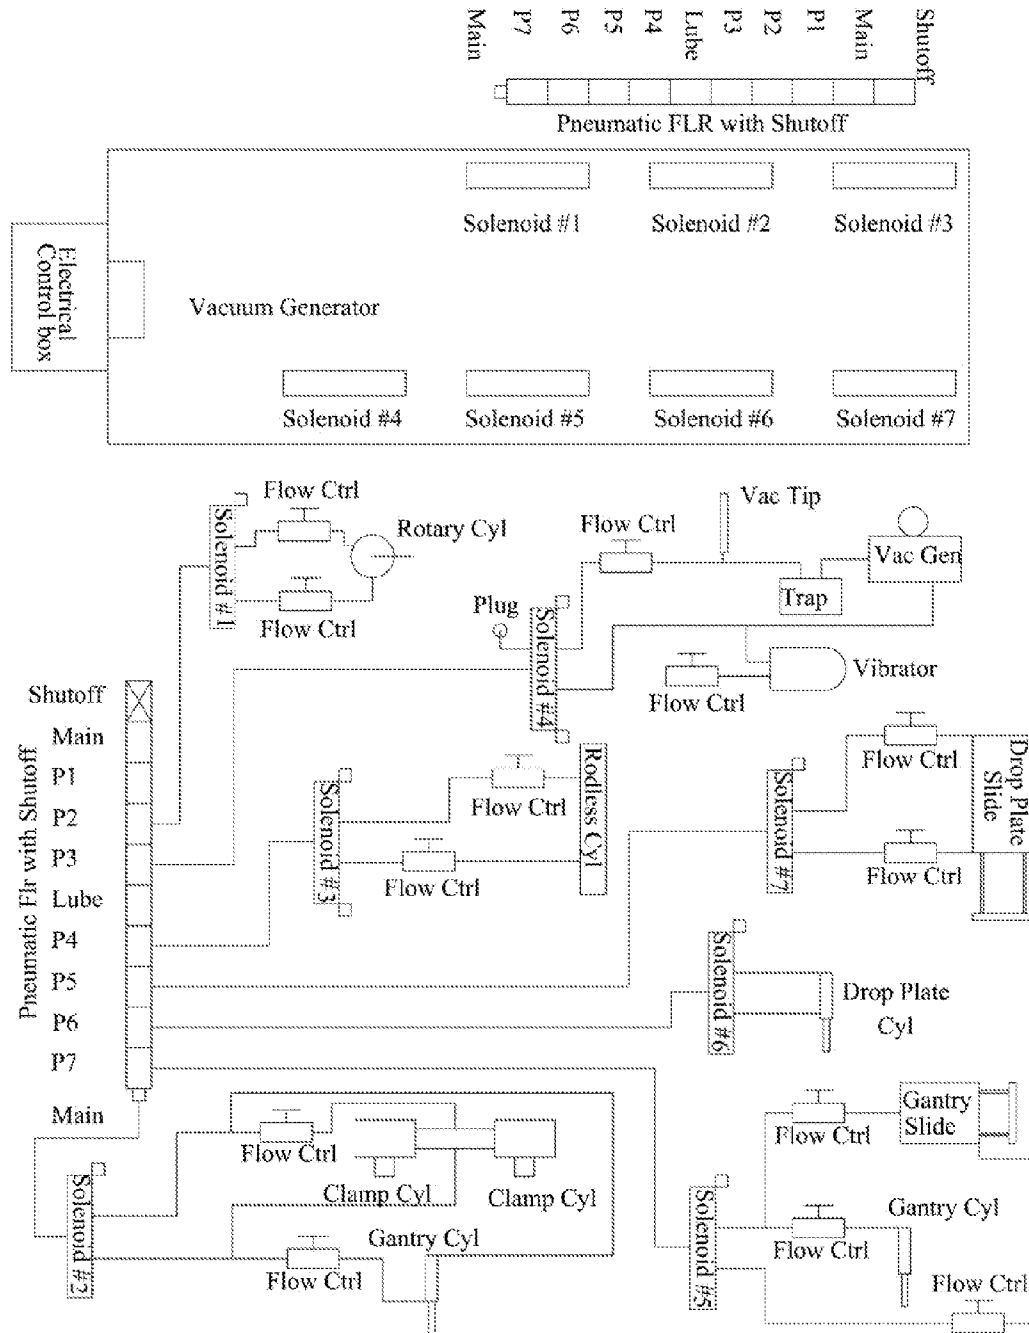 Main
P7
P6
P5
P4
Lube
P3
P2
P1
Main
Shutoff
Pneumatic FLR with Shutoff
Solenoid #1
Solenoid #2
Solenoid #3
Electrical
Control box
Vacuum Generator
Solenoid #4
Solenoid #5
Solenoid #6
Solenoid #7
Flow Ctrl
Solenoid #1
Rotary Cyl
Flow Ctrl
Vac Tip
Flow Ctrl
Vac Gen
Trap
Plug
Solenoid #4
Vibrator
Flow Ctrl
Pneumatic Flr with Shutoff
Shutoff
Main
P1
P2
P3
Lube
P4
P5
P6
P7
Main
Solenoid #3
Flow Ctrl
Flow Ctrl
Rodless Cyl
Solenoid #7
Flow Ctrl
Flow Ctrl
Drop Plate
Slide
Solenoid #6
Drop Plate
Cyl
Solenoid #2
Flow Ctrl
Clamp Cyl
Clamp Cyl
Gantry Cyl
Flow Ctrl
Solenoid #5
Flow Ctrl
Gantry
Slide
Gantry Cyl
Flow Ctrl
Flow Ctrl